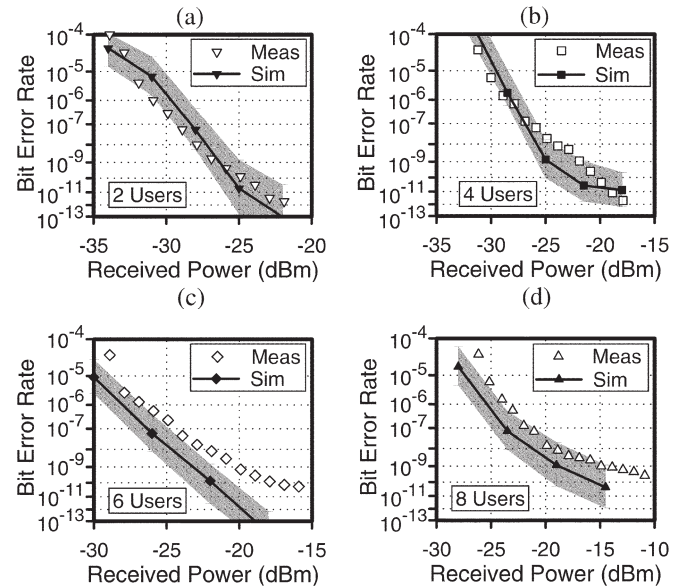 (a)
10-4
10-5
10-6
10-7
10-9
10-11
10-13
Bit Error Rate
Meas
Sim
2 Users
-35 -30 -25 -20
Received Power (dBm)
(b)
10-4
10-5
10-6
10-7
10-9
10-11
10-13
Bit Error Rate
Meas
Sim
4 Users
-35 -30 -25 -20 -15
Received Power (dBm)
(c)
10-4
10-5
10-6
10-7
10-9
10-11
10-13
Bit Error Rate
Meas
Sim
6 Users
-30 -25 -20 -15
Received Power (dBm)
(d)
10-4
10-5
10-6
10-7
10-9
10-11
10-13
Bit Error Rate
Meas
Sim
8 Users
-30 -25 -20 -15 -10
Received Power (dBm)